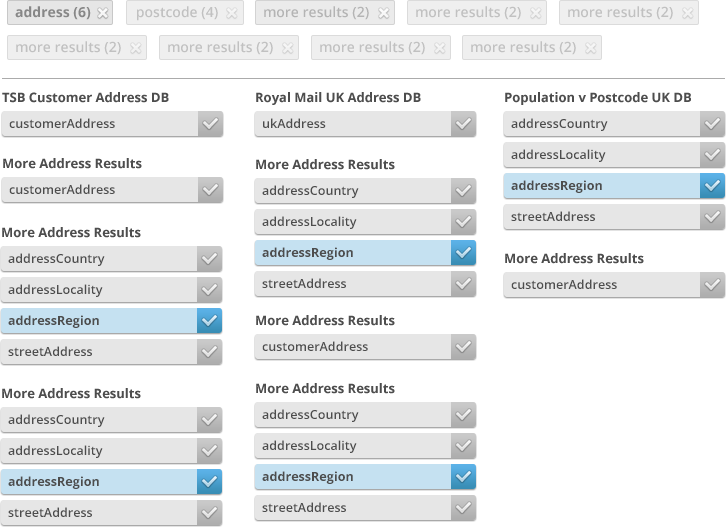 address (6)
postcode (4)
more results (2)
more results (2)
more results (2)
more results (2)
more results (2)
more results (2)
more results (2)
TSB Customer Address DB
customerAddress
More Address Results
customerAddress
More Address Results
addressCountry
addressLocality
addressRegion
streetAddress
More Address Results
addressCountry
addressLocality
addressRegion
streetAddress
Royal Mail UK Address DB
ukAddress
More Address Results
addressCountry
addressLocality
addressRegion
streetAddress
More Address Results
customerAddress
More Address Results
addressCountry
addressLocality
addressRegion
streetAddress
Population v Postcode UK DB
addressCountry
addressLocality
addressRegion
streetAddress
More Address Results
customerAddress